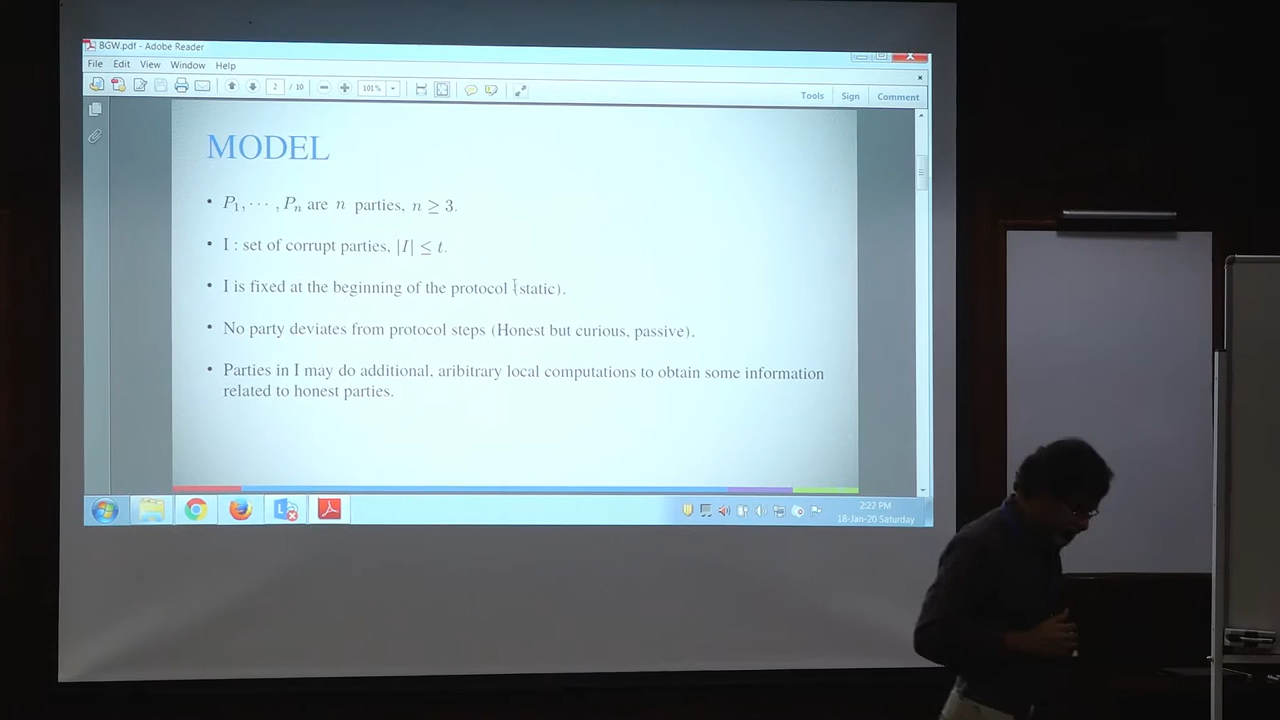 BGW.pdf - Adobe Reader
File Edit View Window Help
2 / 10 101% Tools Sign Comment
MODEL
• P₁, ··· , Pₙ are n parties, n ≥ 3.
• I : set of corrupt parties, |I| ≤ t.
• I is fixed at the beginning of the protocol (static).
• No party deviates from protocol steps (Honest but curious, passive).
• Parties in I may do additional, aribitrary local computations to obtain some information
related to honest parties.
2:22 PM
18-Jan-20 Saturday